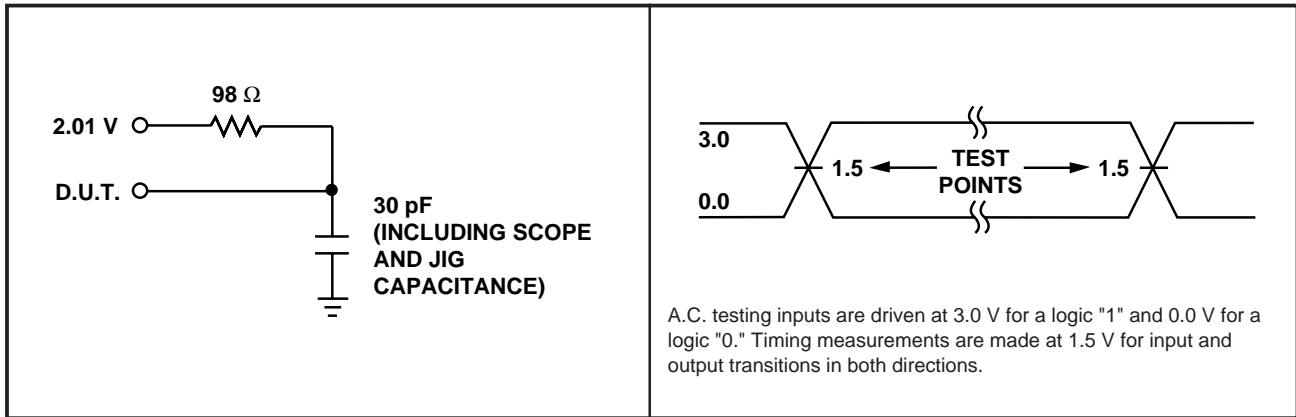 98 Ω
2.01 V
D.U.T.
30 pF
(INCLUDING SCOPE
AND JIG
CAPACITANCE)
3.0
0.0
1.5
TEST
POINTS
1.5
A.C. testing inputs are driven at 3.0 V for a logic "1" and 0.0 V for a
logic "0." Timing measurements are made at 1.5 V for input and
output transitions in both directions.